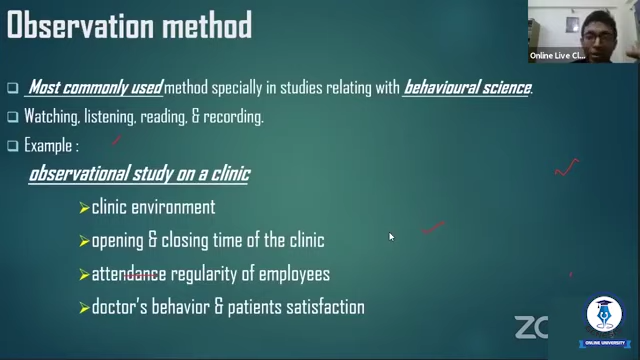 Observation method
Online Live Cl...
Most commonly used method specially in studies relating with behavioural science.
Watching, listening, reading, & recording.
Example :
observational study on a clinic
clinic environment
opening & closing time of the clinic
attendance regularity of employees
doctor's behavior & patients satisfaction
ONLINE UNIVERSITY